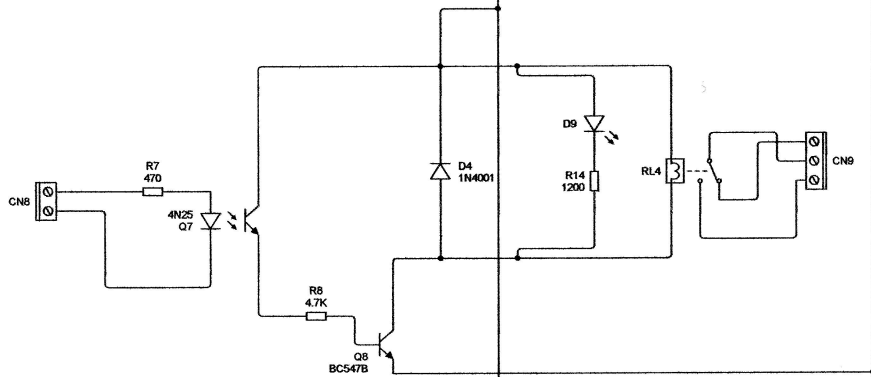 D9
R7
470
D4
1N4001
RL4
CN9
R14
1200
CN8
4N25
Q7
R8
4.7K
Q8
BC547B